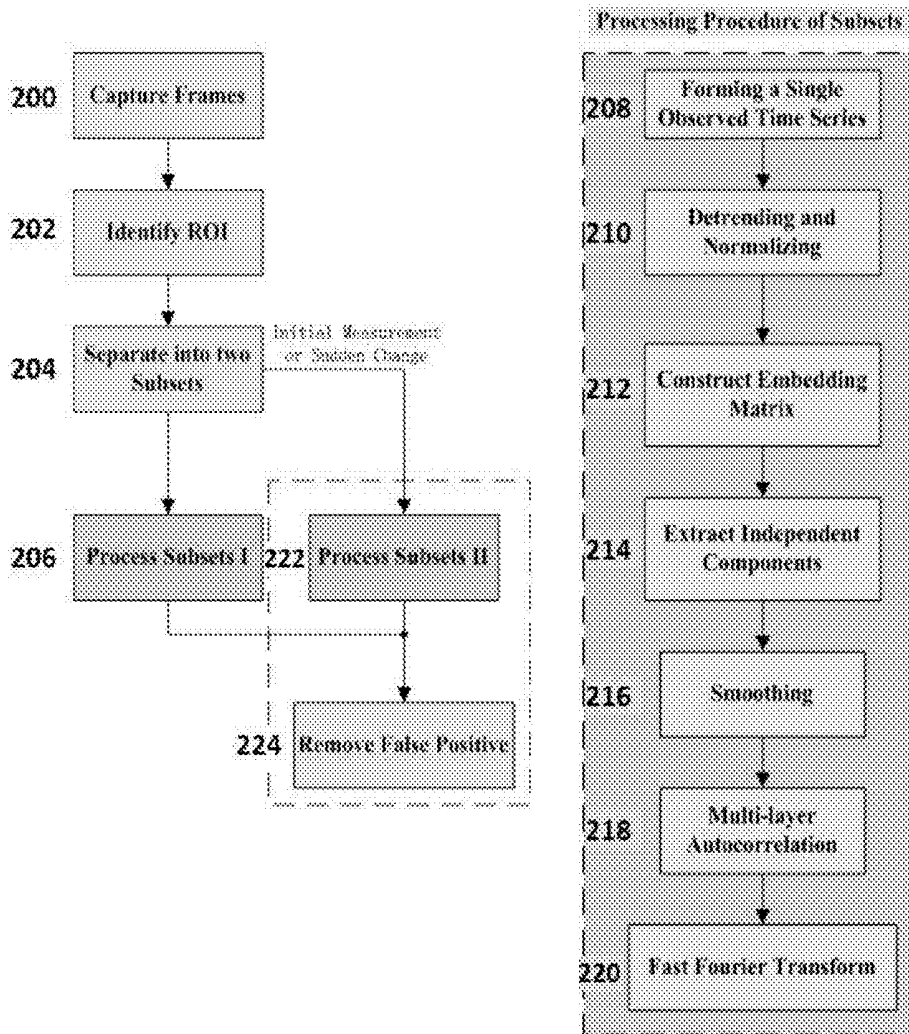 Processing Procedure of Subsets
200
Capture Frames
202
Identify ROI
204
Separate into two
Subsets
Initial Measurement
or Sudden Change
206
Process Subsets I
222
Process Subsets II
224
Remove False Positive
208
Forming a Single
Observed Time Series
210
Detrending and
Normalizing
212
Construct Embedding
Matrix
214
Extract Independent
Components
216
Smoothing
218
Multi-layer
Autocorrelation
220
Fast Fourier Transform